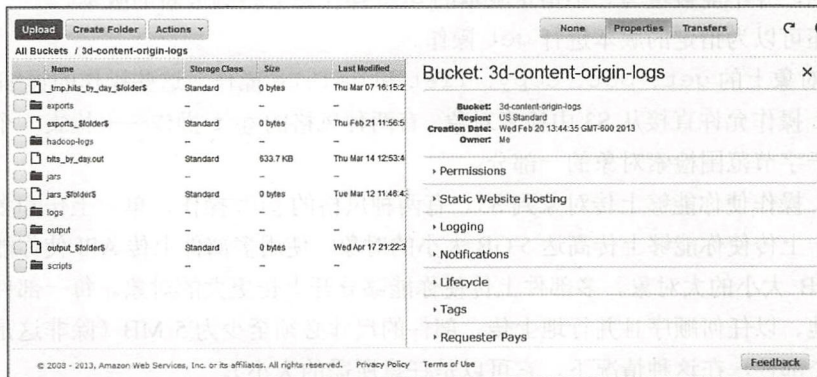 Upload Create Folder Actions None Properties Transfers
All Buckets / 3d-content-origin-logs
Name Storage Class Size Last Modified
_tmp.hits_by_day_$folder$ Standard 0 bytes Thu Mar 07 16:15:2
exports -- -- --
exports_$folder$ Standard 0 bytes Thu Feb 21 11:56:5
hadoop-logs -- -- --
hits_by_day.out Standard 633.7 KB Thu Mar 14 12:53:4
jars -- -- --
jars_$folder$ Standard 0 bytes Tue Mar 12 11:46:4
logs -- -- --
output -- -- --
output_$folder$ Standard 0 bytes Wed Apr 17 21:22:3
scripts -- -- --
Bucket: 3d-content-origin-logs ×
Bucket: 3d-content-origin-logs
Region: US Standard
Creation Date: Wed Feb 20 13:44:35 GMT-600 2013
Owner: Me
Permissions
Static Website Hosting
Logging
Notifications
Lifecycle
Tags
Requester Pays
© 2008 - 2013, Amazon Web Services, Inc. or its affiliates. All rights reserved. Privacy Policy Terms of Use Feedback